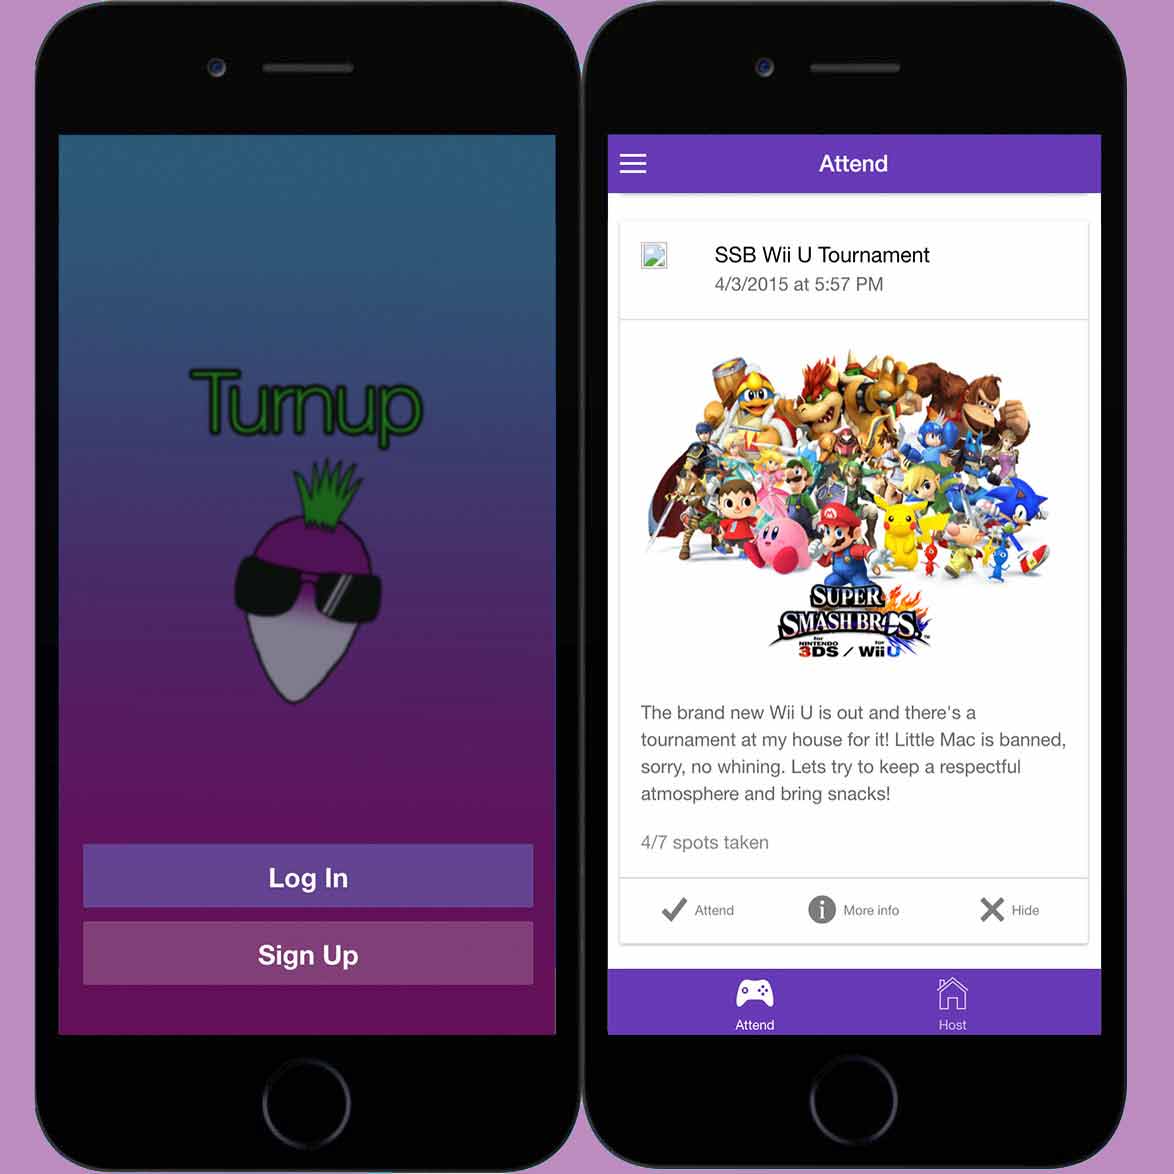 Turnup
Log In
Sign Up
Attend
SSB Wii U Tournament
4/3/2015 at 5:57 PM
SUPER
SMASH BROS.
for for
NINTENDO
3DS / Wii U
The brand new Wii U is out and there's a
tournament at my house for it! Little Mac is banned,
sorry, no whining. Lets try to keep a respectful
atmosphere and bring snacks!
4/7 spots taken
Attend More info Hide
Attend Host